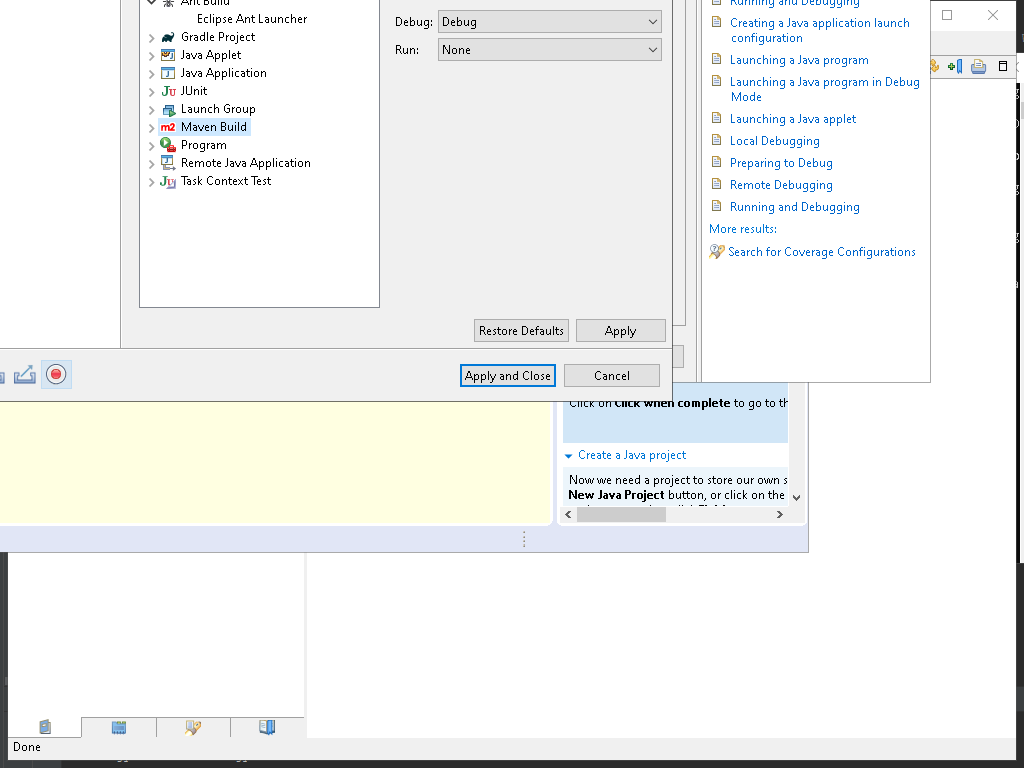 Ant Build
Eclipse Ant Launcher
Gradle Project
Java Applet
Java Application
JUnit
Launch Group
Maven Build
Program
Remote Java Application
Task Context Test
Debug: Debug
Run: None
Restore Defaults
Apply
Apply and Close
Cancel
Running and Debugging
Creating a Java application launch
configuration
Launching a Java program
Launching a Java program in Debug
Mode
Launching a Java applet
Local Debugging
Preparing to Debug
Remote Debugging
Running and Debugging
More results:
Search for Coverage Configurations
Click on Click when complete to go to th
Create a Java project
Now we need a project to store our own s
New Java Project button, or click on the
Done